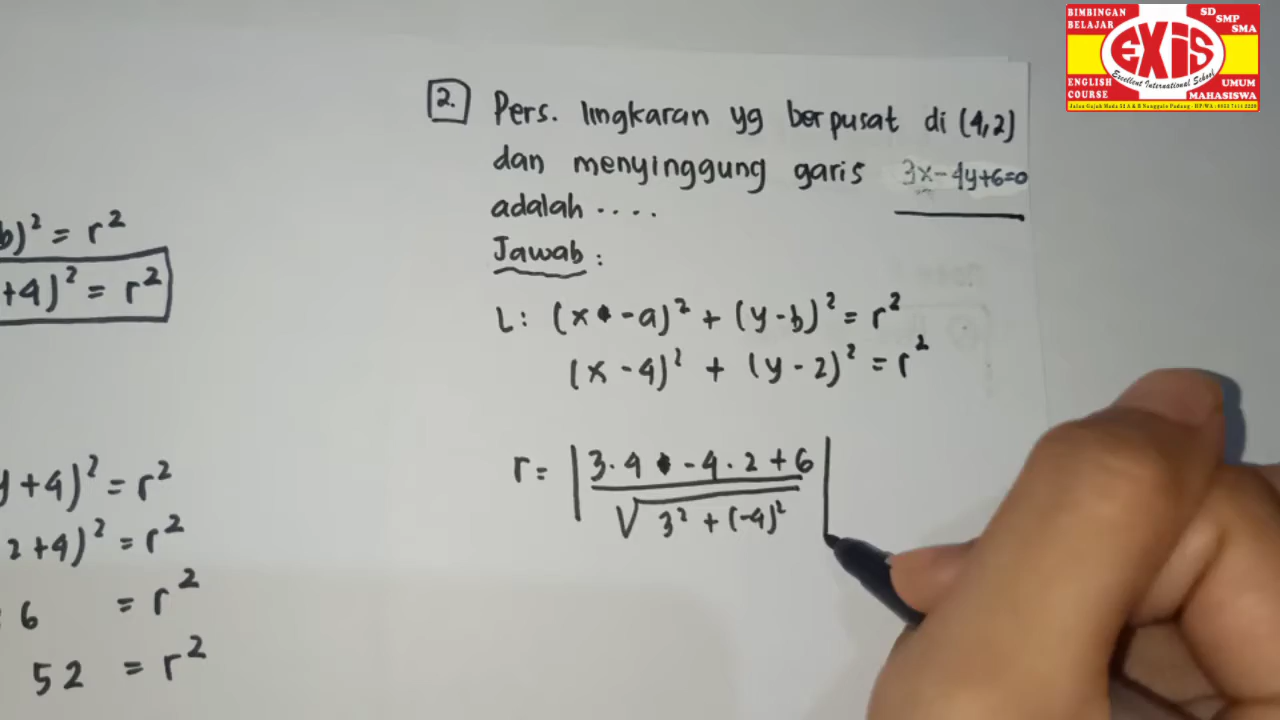 BIMBINGAN BELAJAR
SD SMP SMA
EXIS
Excellent International School
ENGLISH COURSE
UMUM MAHASISWA
b)² = r²
+4)² = r²
y+4)² = r²
2+4)² = r²
6 = r²
52 = r²
2. Pers. lingkaran yg berpusat di (4,2)
dan menyinggung garis 3x-4y+6=0
adalah ....
Jawab :
L: (x-a)² + (y-b)² = r²
(x-4)² + (y-2)² = r²
r = |3·4 -4·2+6 / √3²+(-4)²|